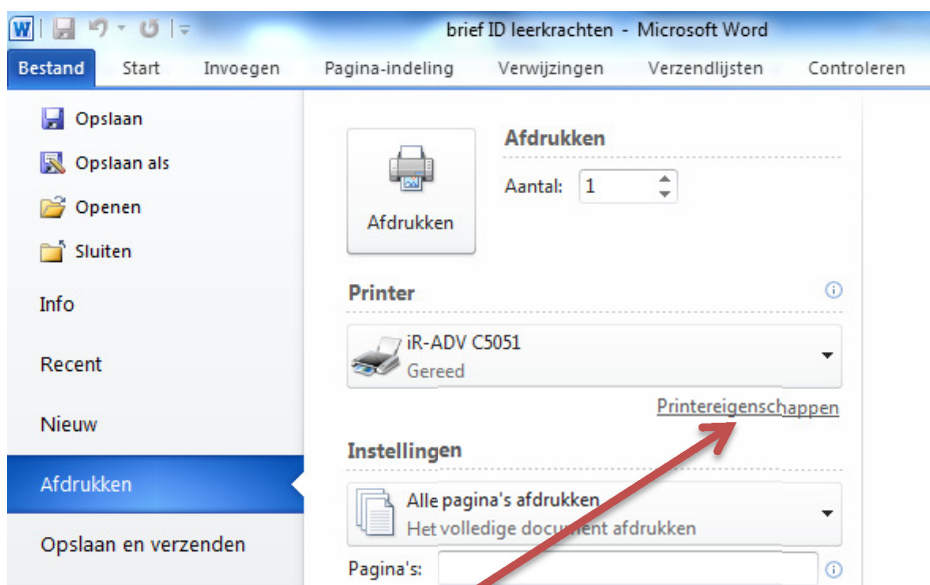 brief ID leerkrachten - Microsoft Word
Bestand Start Invoegen Pagina-indeling Verwijzingen Verzendlijsten Controleren
Opslaan
Opslaan als
Openen
Sluiten
Info
Recent
Nieuw
Afdrukken
Opslaan en verzenden
Afdrukken
Afdrukken
Aantal: 1
Printer
iR-ADV C5051
Gereed
Printereigenschappen
Instellingen
Alle pagina's afdrukken
Het volledige document afdrukken
Pagina's: